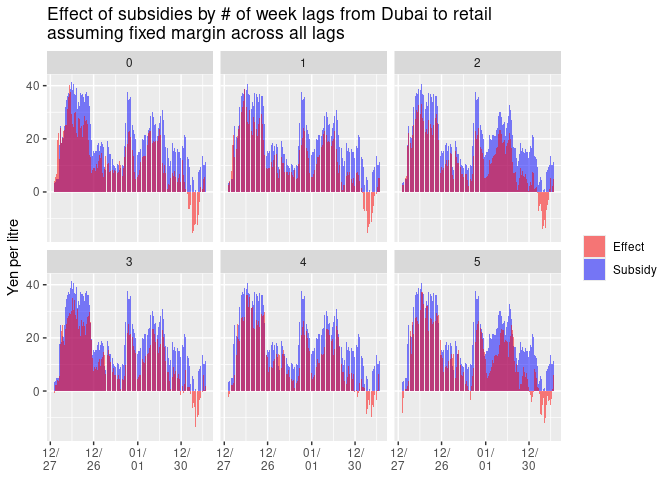 Effect of subsidies by # of week lags from Dubai to retail
assuming fixed margin across all lags
0 1 2
40
20
0
Yen per litre
3 4 5
40
20
0
12/ 12/ 01/ 12/ 12/ 12/ 01/ 12/ 12/ 12/ 01/ 12/
27 26 01 30 27 26 01 30 27 26 01 30
Effect
Subsidy